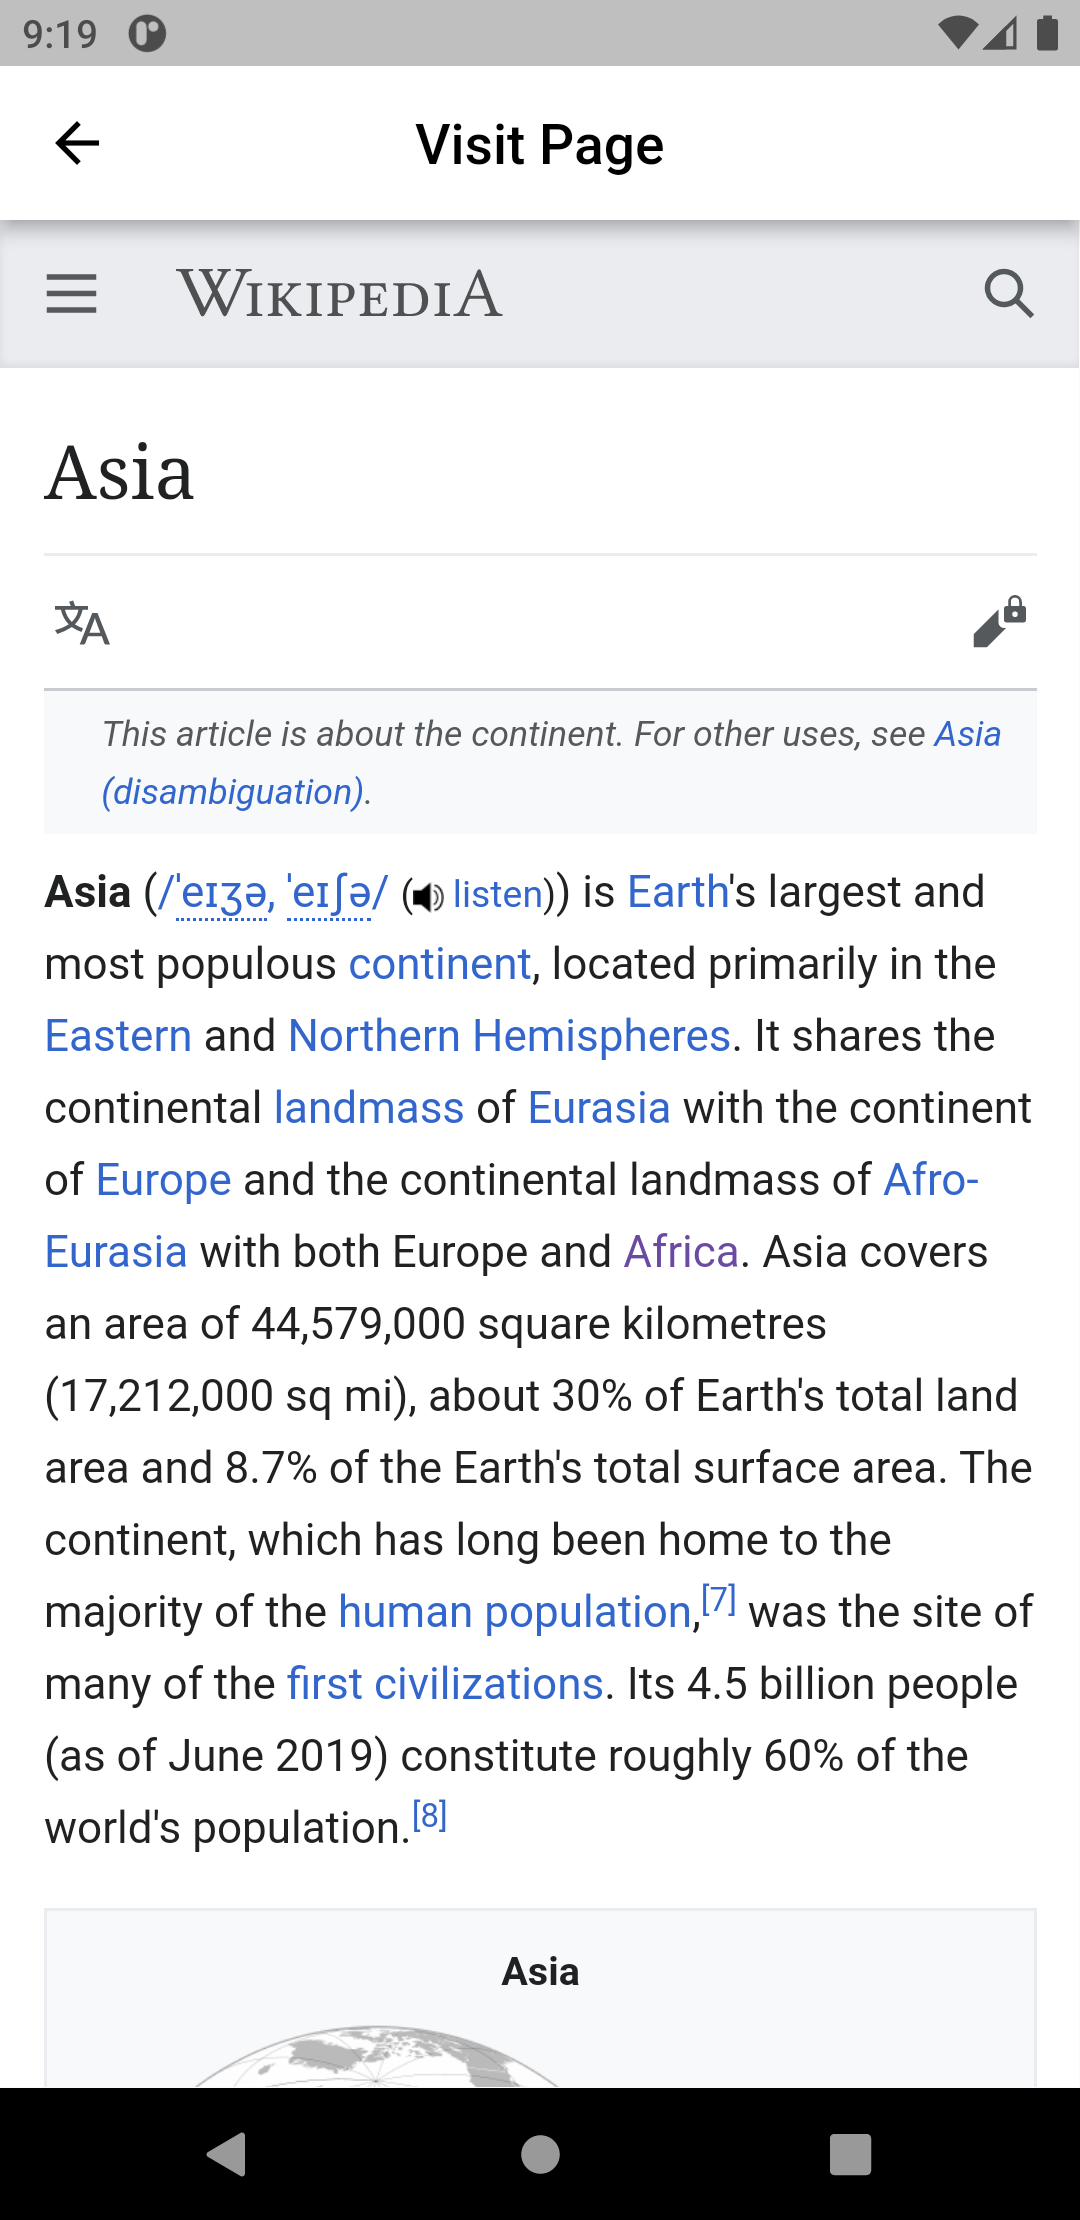 9:19
Visit Page
WIKIPEDIA
Asia
文A
This article is about the continent. For other uses, see Asia
(disambiguation).
Asia (/ˈeɪʒə, ˈeɪʃə/ (listen)) is Earth's largest and
most populous continent, located primarily in the
Eastern and Northern Hemispheres. It shares the
continental landmass of Eurasia with the continent
of Europe and the continental landmass of Afro-
Eurasia with both Europe and Africa. Asia covers
an area of 44,579,000 square kilometres
(17,212,000 sq mi), about 30% of Earth's total land
area and 8.7% of the Earth's total surface area. The
continent, which has long been home to the
majority of the human population,[7] was the site of
many of the first civilizations. Its 4.5 billion people
(as of June 2019) constitute roughly 60% of the
world's population.[8]
Asia